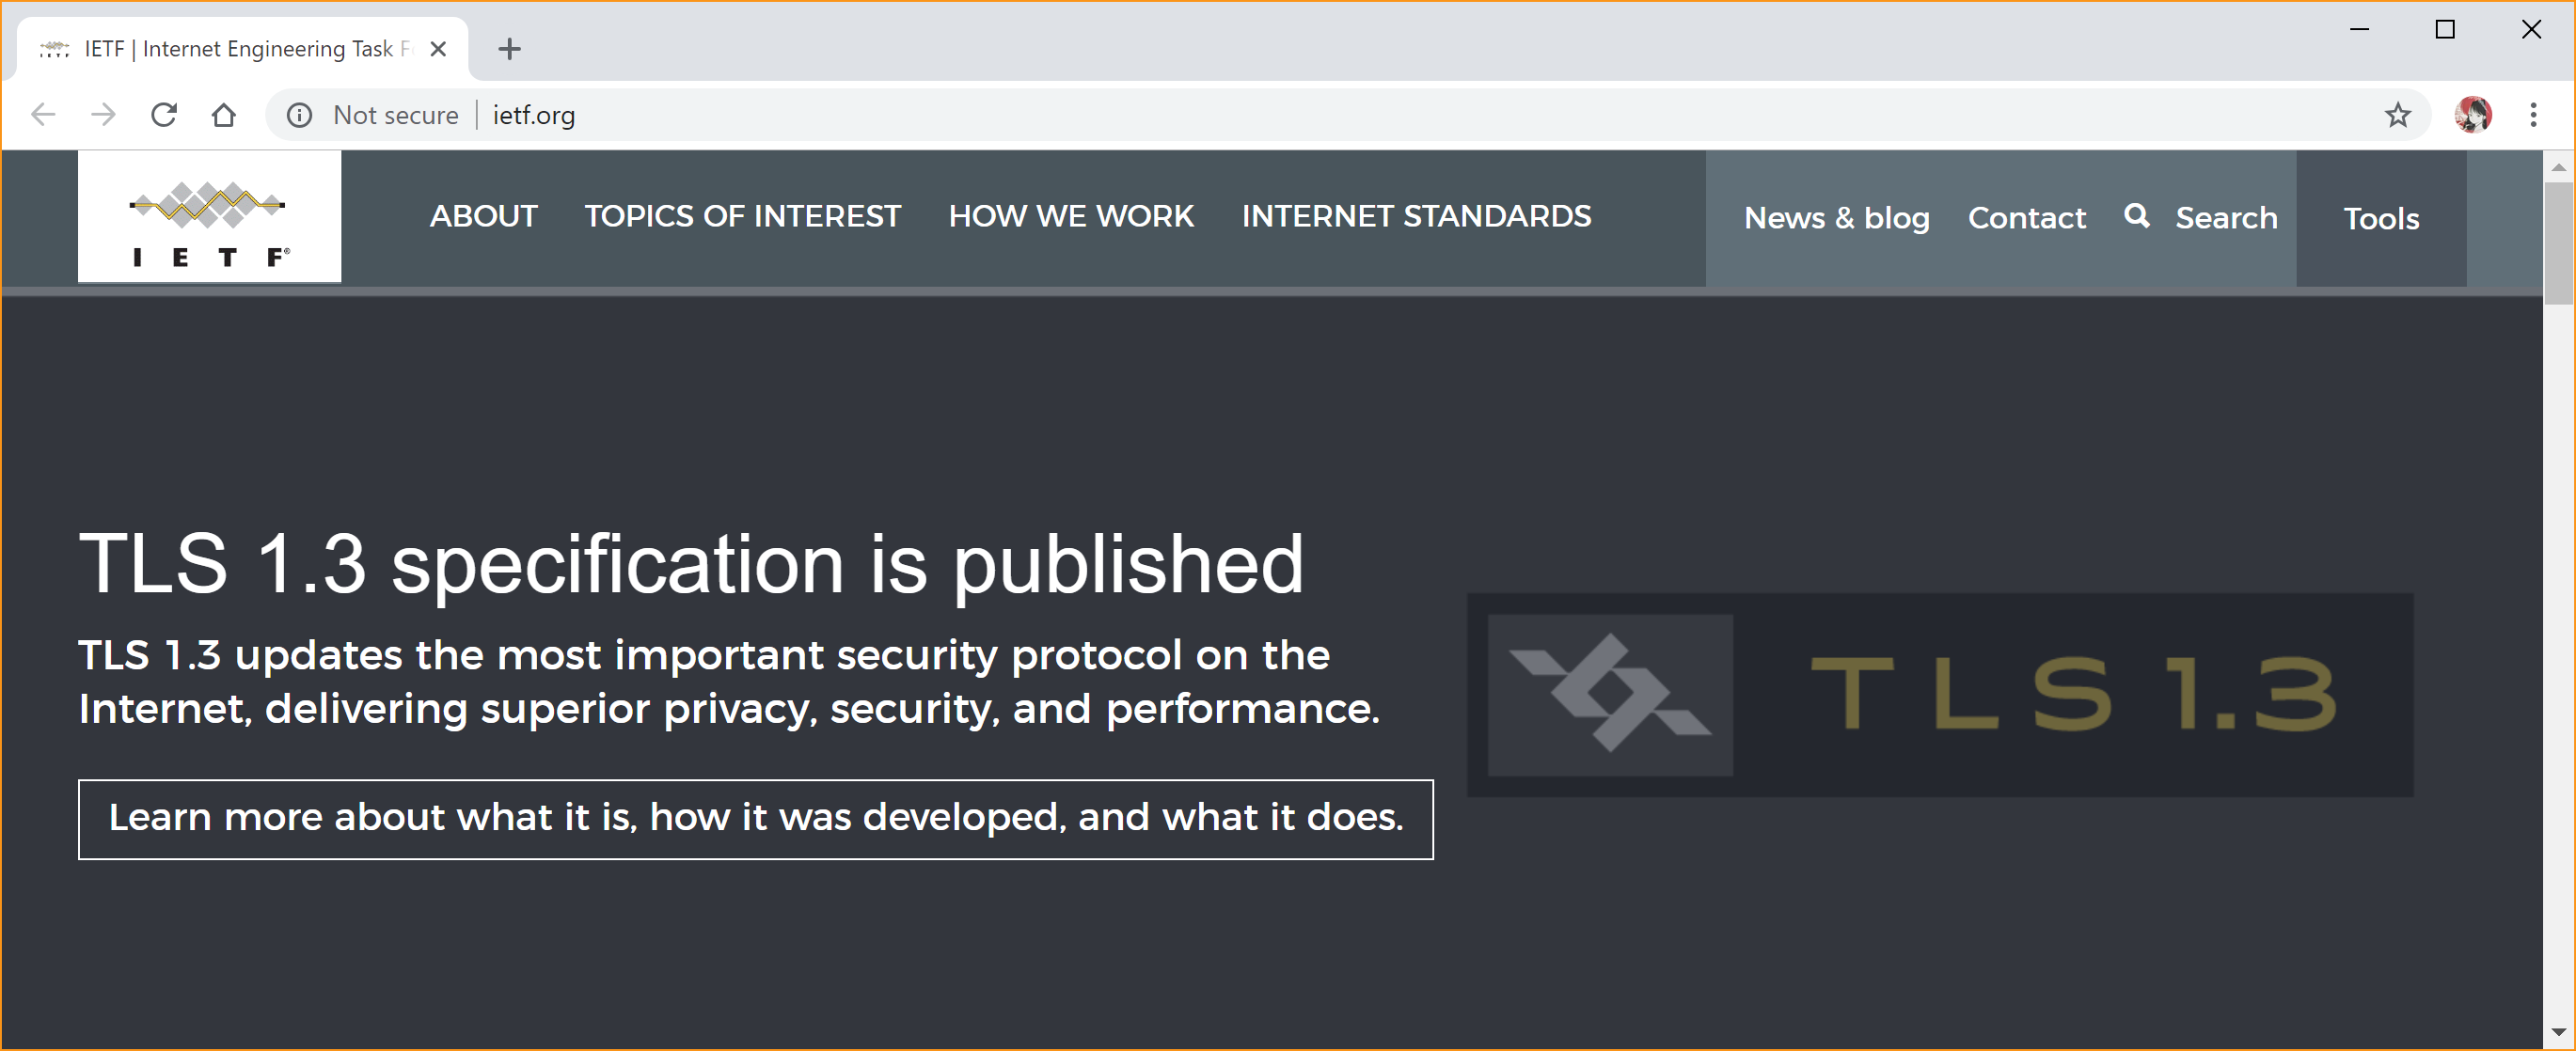 IETF | Internet Engineering Task F
Not secure | ietf.org
I E T F®
ABOUT TOPICS OF INTEREST HOW WE WORK INTERNET STANDARDS News & blog Contact Search Tools
TLS 1.3 specification is published
TLS 1.3 updates the most important security protocol on the
Internet, delivering superior privacy, security, and performance.
Learn more about what it is, how it was developed, and what it does.
TLS 1.3